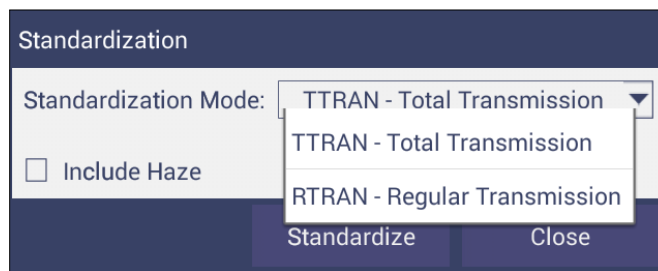 Standardization
Standardization Mode: TTRAN - Total Transmission
TTRAN - Total Transmission
Include Haze
RTRAN - Regular Transmission
Standardize Close